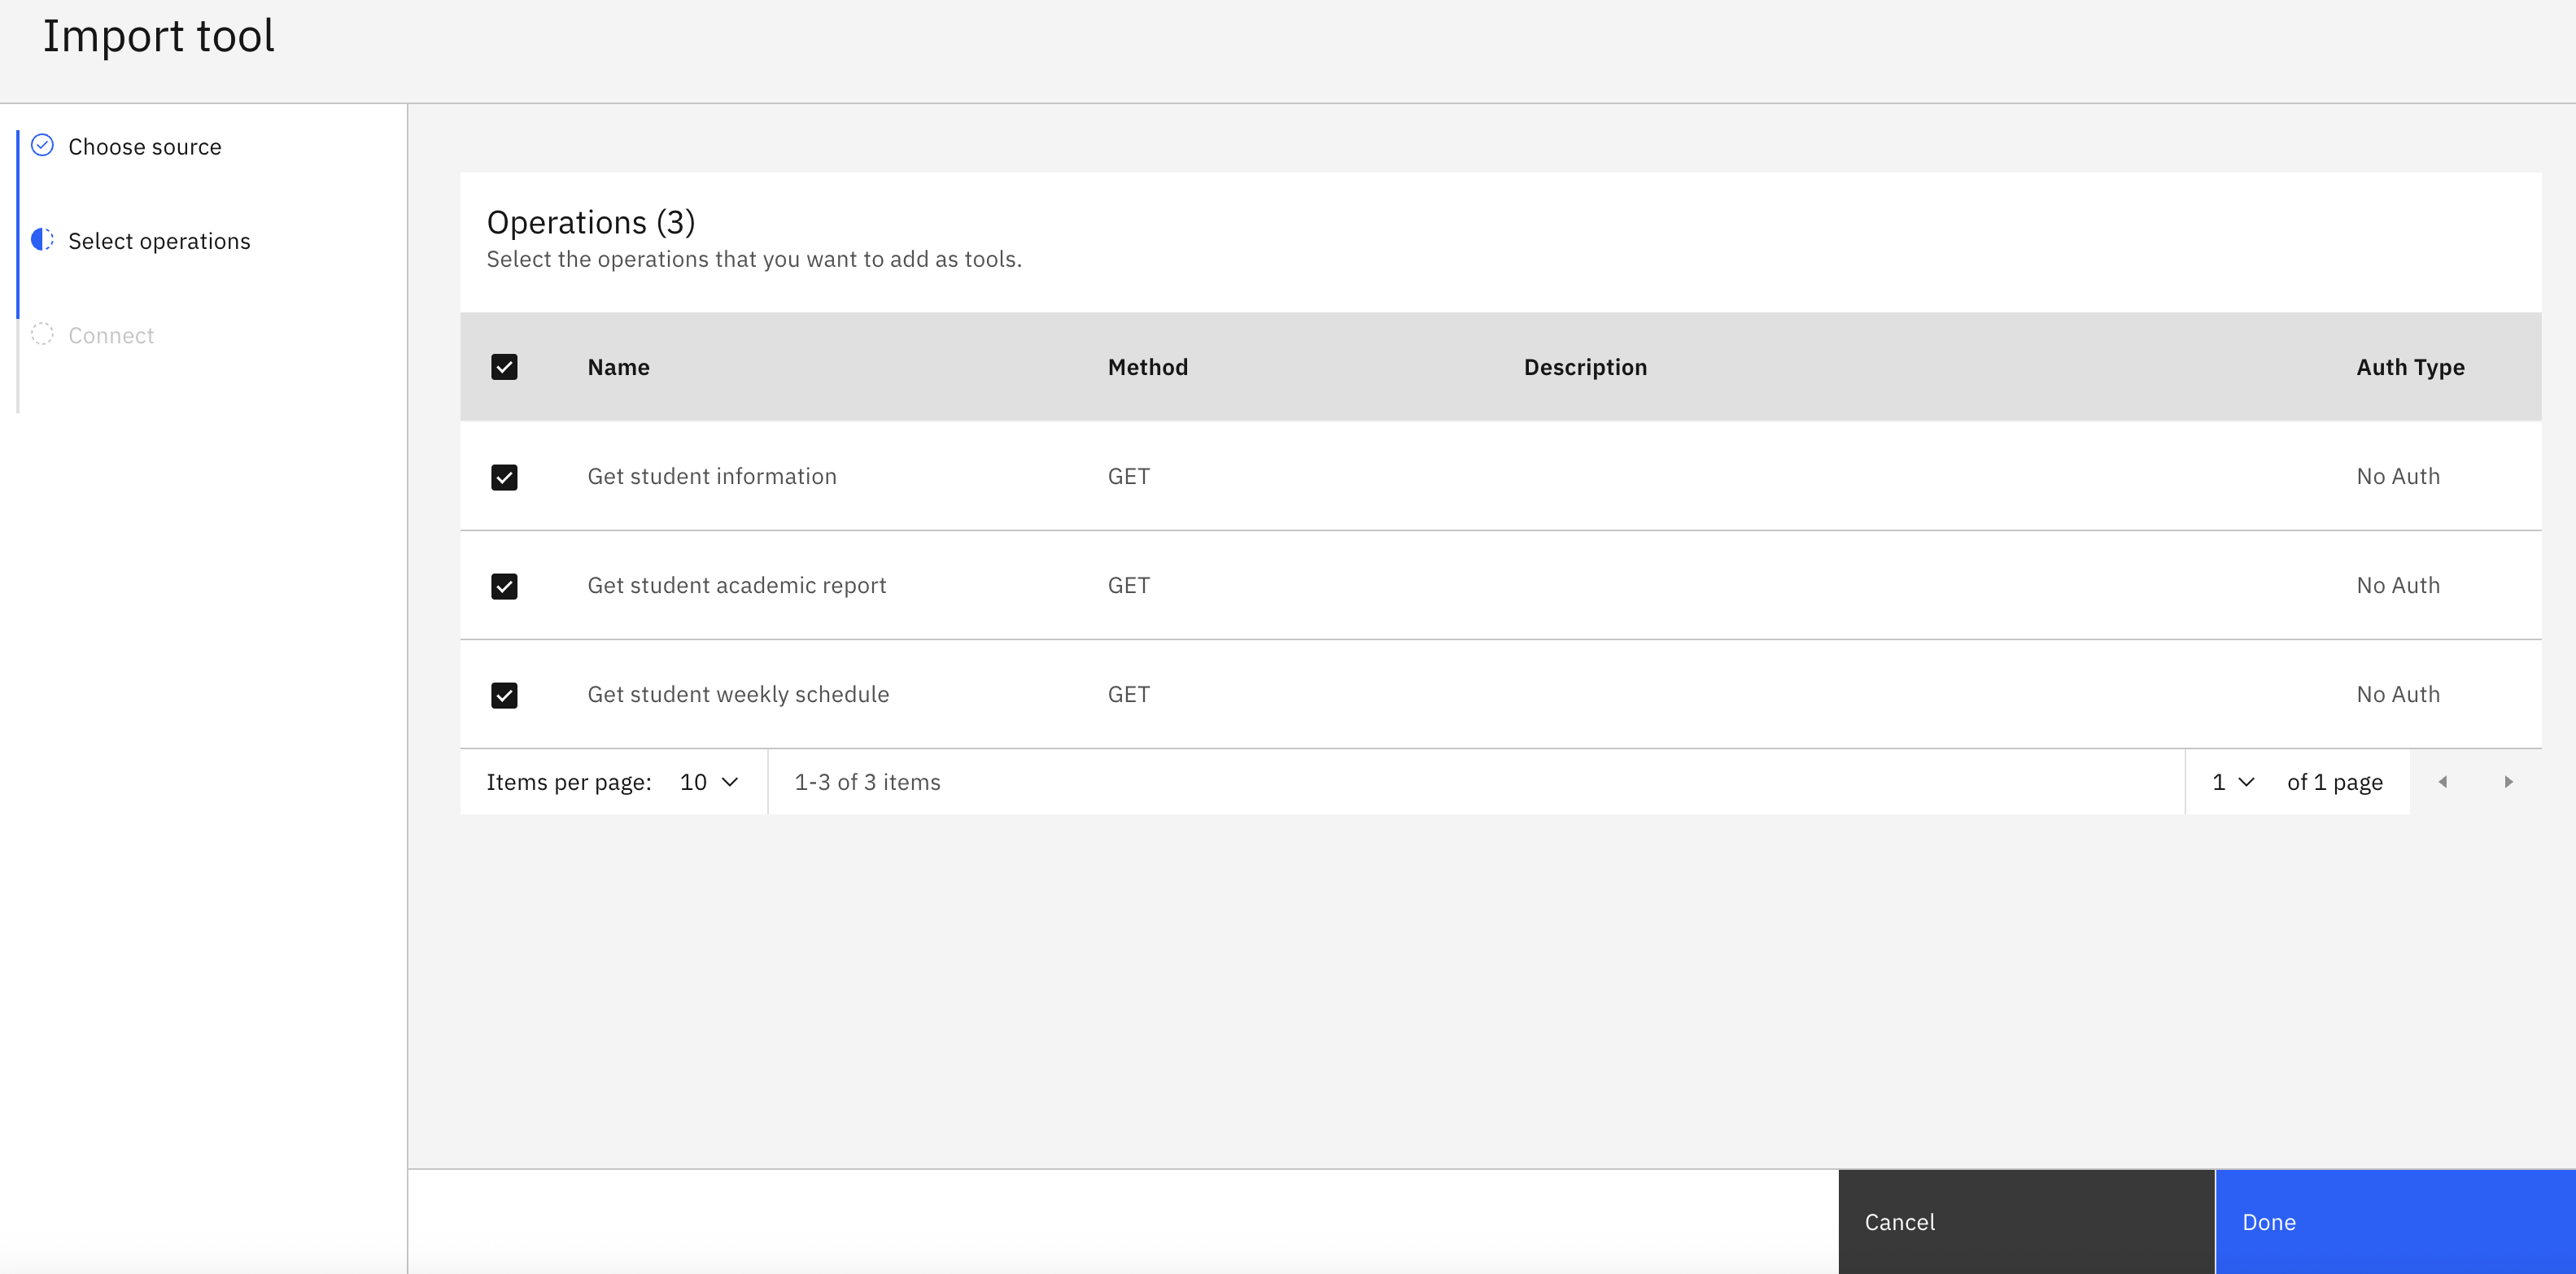 Import tool
Choose source
Select operations
Connect
Operations (3)
Select the operations that you want to add as tools.
Name Method Description Auth Type
Get student information GET No Auth
Get student academic report GET No Auth
Get student weekly schedule GET No Auth
Items per page: 10 1-3 of 3 items 1 of 1 page
Cancel Done